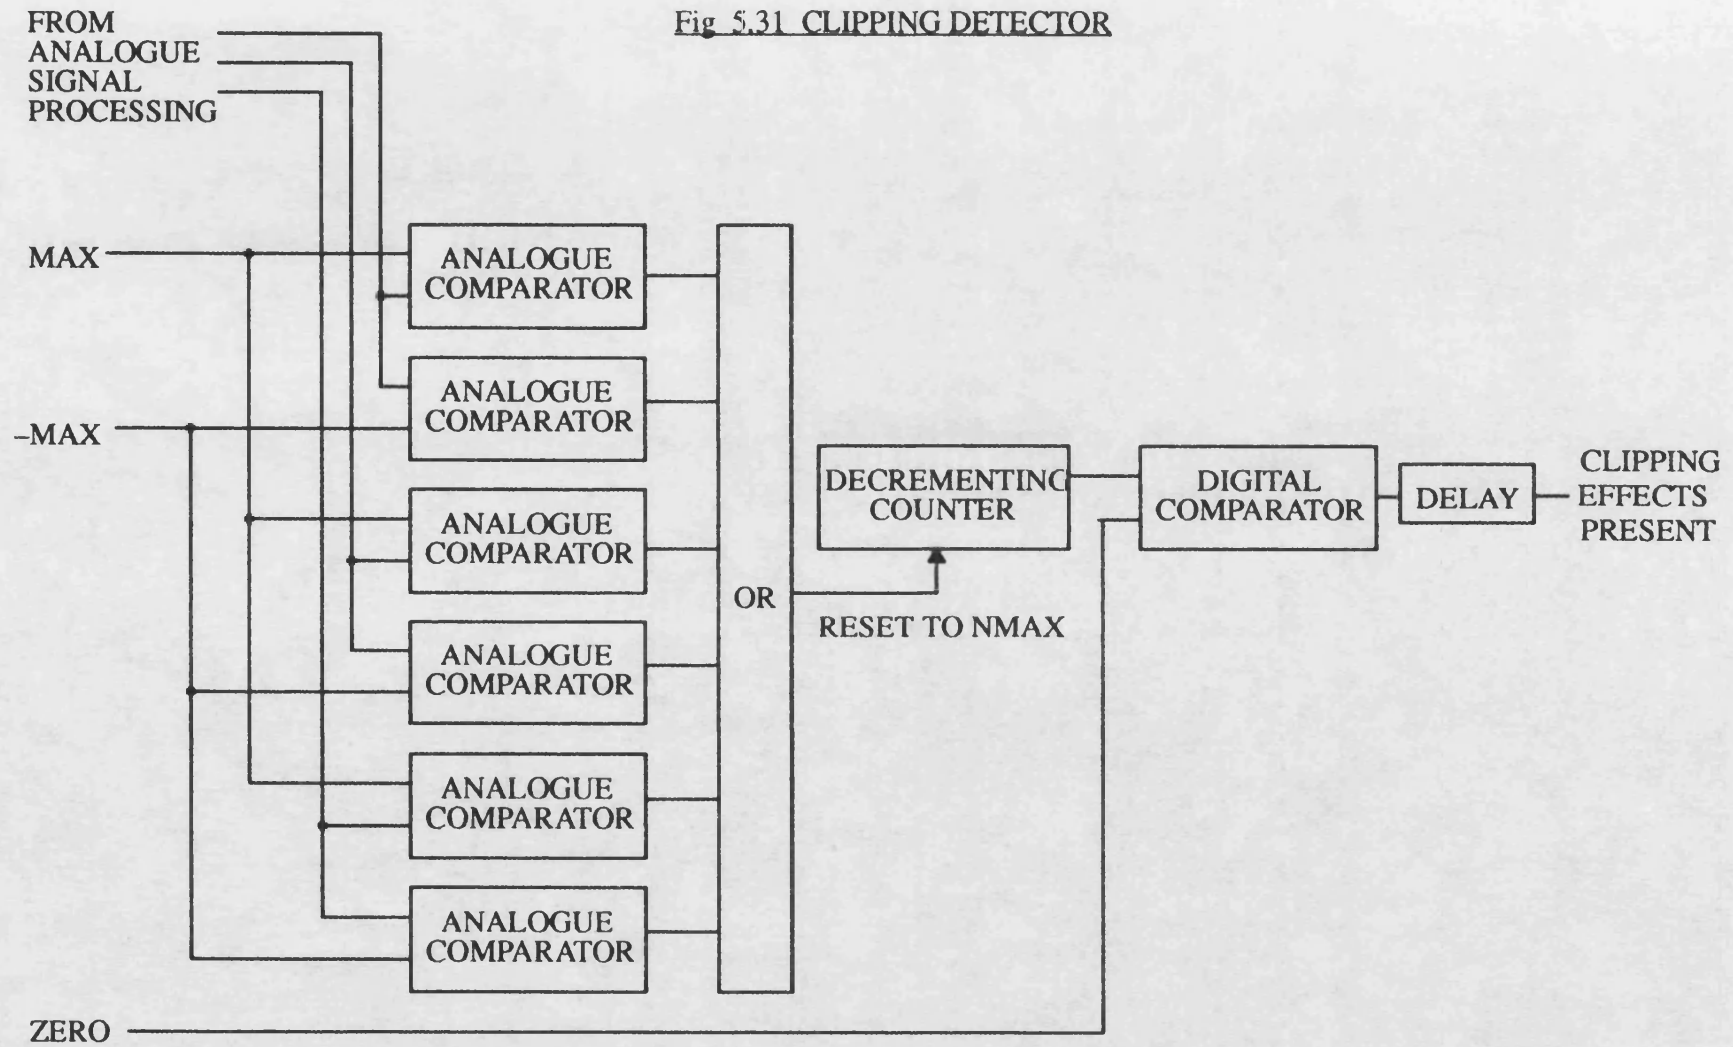 Fig 5.31 CLIPPING DETECTOR
FROM
ANALOGUE
SIGNAL
PROCESSING
MAX
–MAX
ZERO
ANALOGUE
COMPARATOR
ANALOGUE
COMPARATOR
ANALOGUE
COMPARATOR
ANALOGUE
COMPARATOR
ANALOGUE
COMPARATOR
ANALOGUE
COMPARATOR
OR
DECREMENTING
COUNTER
RESET TO NMAX
DIGITAL
COMPARATOR
DELAY
CLIPPING
EFFECTS
PRESENT